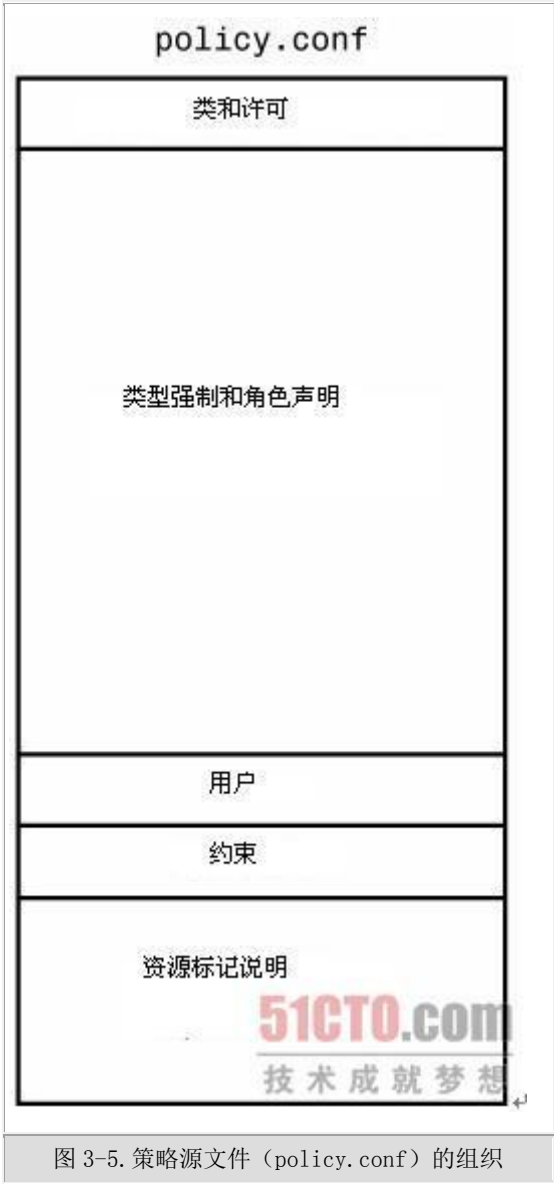 policy.conf
类和许可
类型强制和角色声明
用户
约束
资源标记说明
51CTO.com
技术成就梦想
图 3-5.策略源文件（policy.conf）的组织